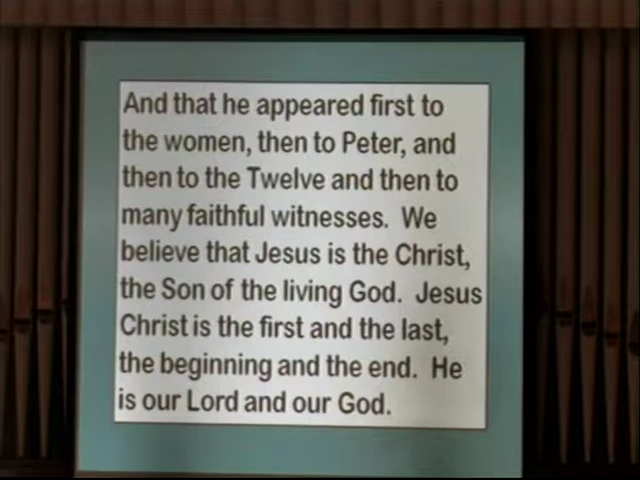 And that he appeared first to
the women, then to Peter, and
then to the Twelve and then to
many faithful witnesses.  We
believe that Jesus is the Christ,
the Son of the living God.  Jesus
Christ is the first and the last,
the beginning and the end.  He
is our Lord and our God.